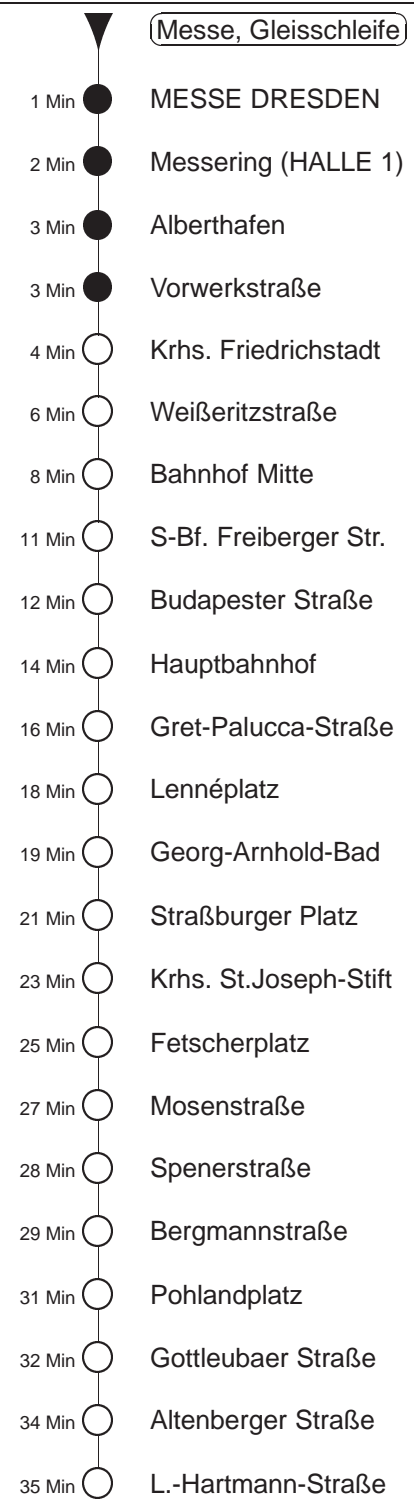 Messe, Gleisschleife
1 Min MESSE DRESDEN
2 Min Messering (HALLE 1)
3 Min Alberthafen
3 Min Vorwerkstraße
4 Min Krhs. Friedrichstadt
6 Min Weißeritzstraße
8 Min Bahnhof Mitte
11 Min S-Bf. Freiberger Str.
12 Min Budapester Straße
14 Min Hauptbahnhof
16 Min Gret-Palucca-Straße
18 Min Lennéplatz
19 Min Georg-Arnhold-Bad
21 Min Straßburger Platz
23 Min Krhs. St.Joseph-Stift
25 Min Fetscherplatz
27 Min Mosenstraße
28 Min Spenerstraße
29 Min Bergmannstraße
31 Min Pohlandplatz
32 Min Gottleubaer Straße
34 Min Altenberger Straße
35 Min L.-Hartmann-Straße